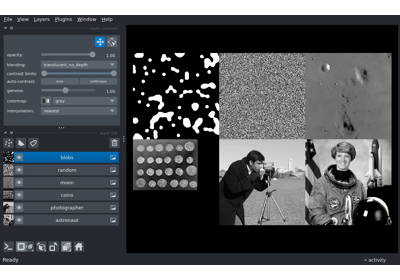 File View Layers Plugins Window Help
opacity: 1.00
blending: translucent_no_depth
contrast limits:
auto-contrast: once continuous
gamma: 1.00
colormap: gray
interpolation: nearest
blobs
random
moon
coins
photographer
astronaut
Ready
activity